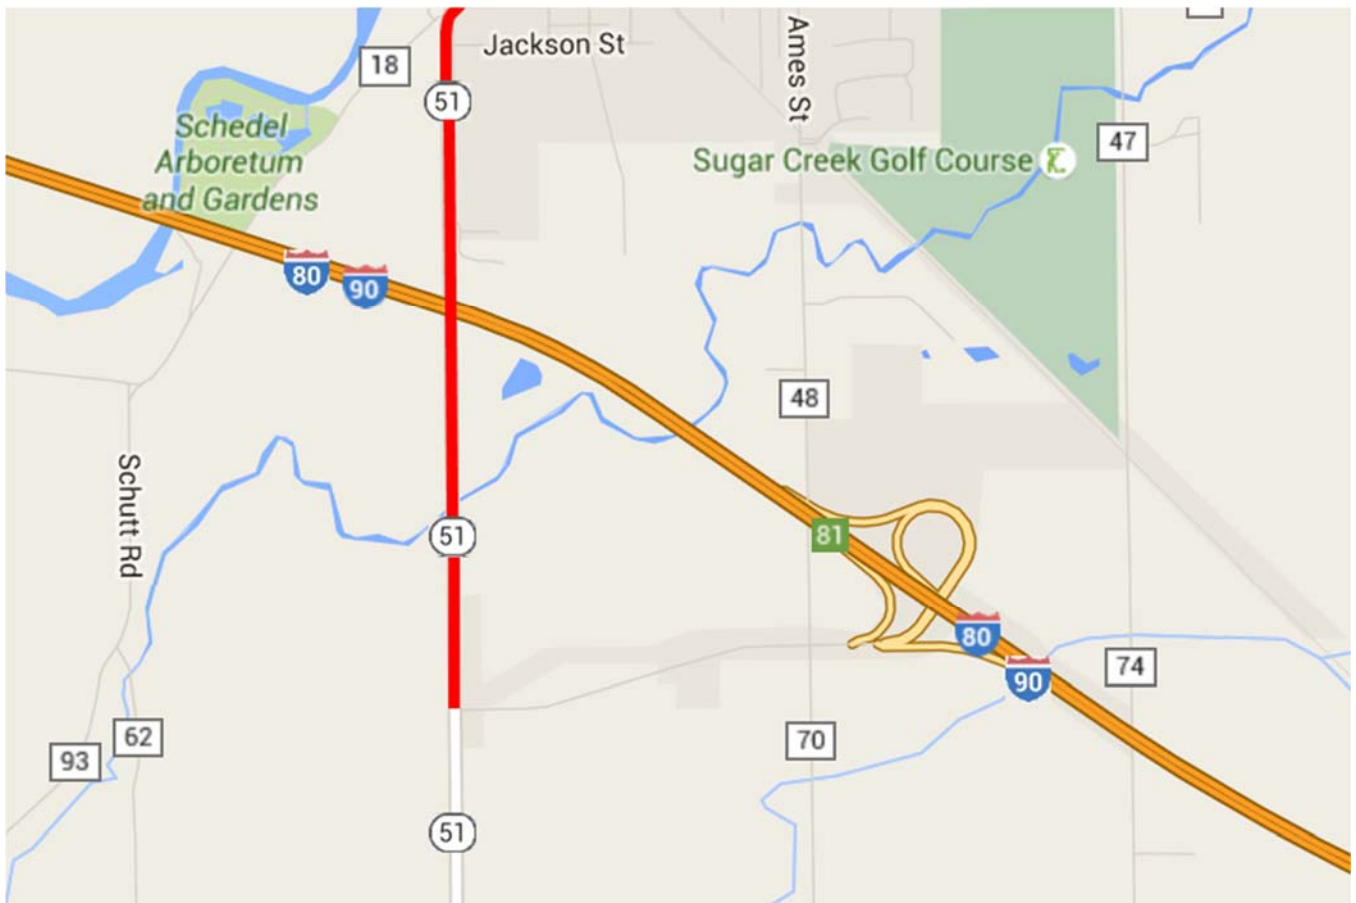 Jackson St
Ames St
18
51
47
Schedel
Arboretum
and Gardens
Sugar Creek Golf Course
80
90
48
Schutt Rd
51
81
80
90
74
62
93
70
51